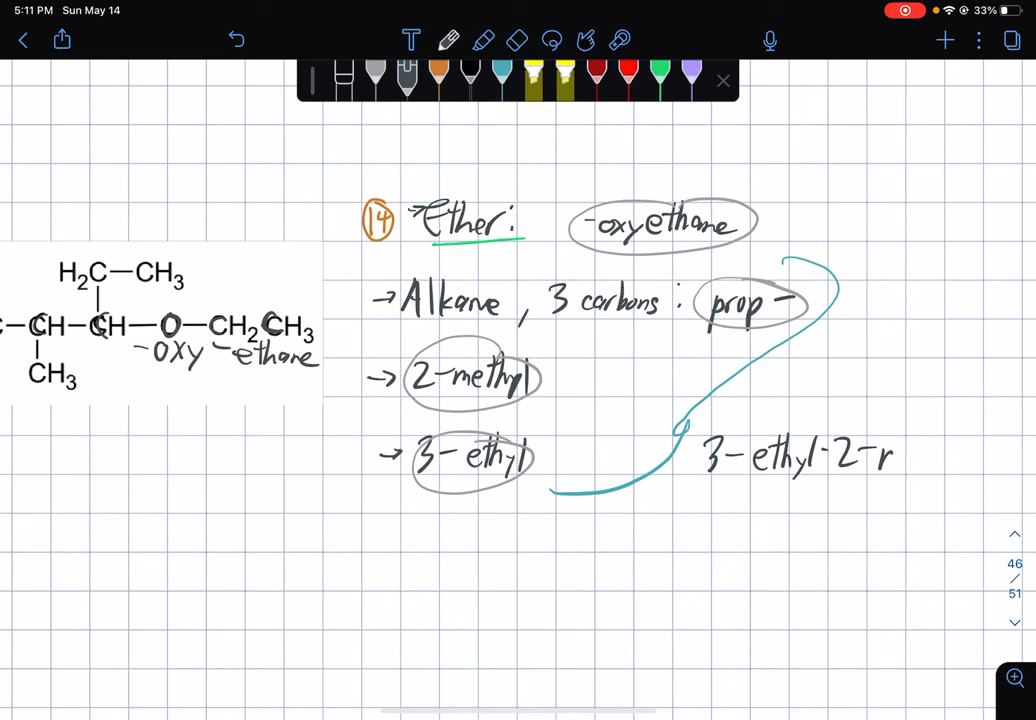 5:11 PM Sun May 14
33%
14 → Ether: -oxyethane
→ Alkane, 3 carbons: prop-
→ 2-methyl
→ 3-ethyl
3-ethyl-2-r
H2C—CH3
CH—CH—O—CH2CH3
-oxy -ethane
CH3
46
/
51